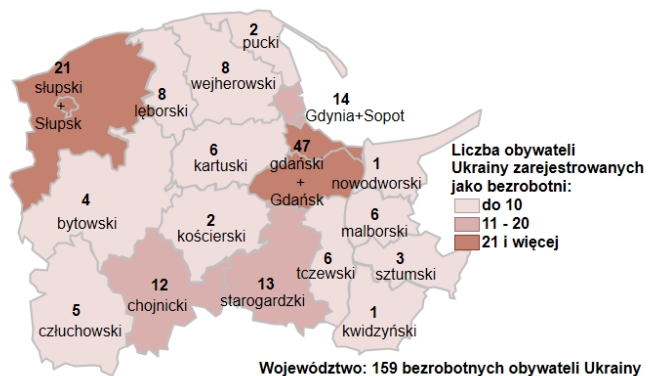 2
pucki
21
słupski
+
Słupsk
8
wejherowski
8
lęborski
14
Gdynia+Sopot
6
kartuski
47
gdański
+
Gdańsk
1
nowodworski
4
bytowski
2
kościerski
6
malborski
12
chojnicki
13
starogardzki
6
tczewski
3
sztumski
5
człuchowski
1
kwidzyński
Liczba obywateli
Ukrainy zarejestrowanych
jako bezrobotni:
do 10
11 - 20
21 i więcej
Województwo: 159 bezrobotnych obywateli Ukrainy